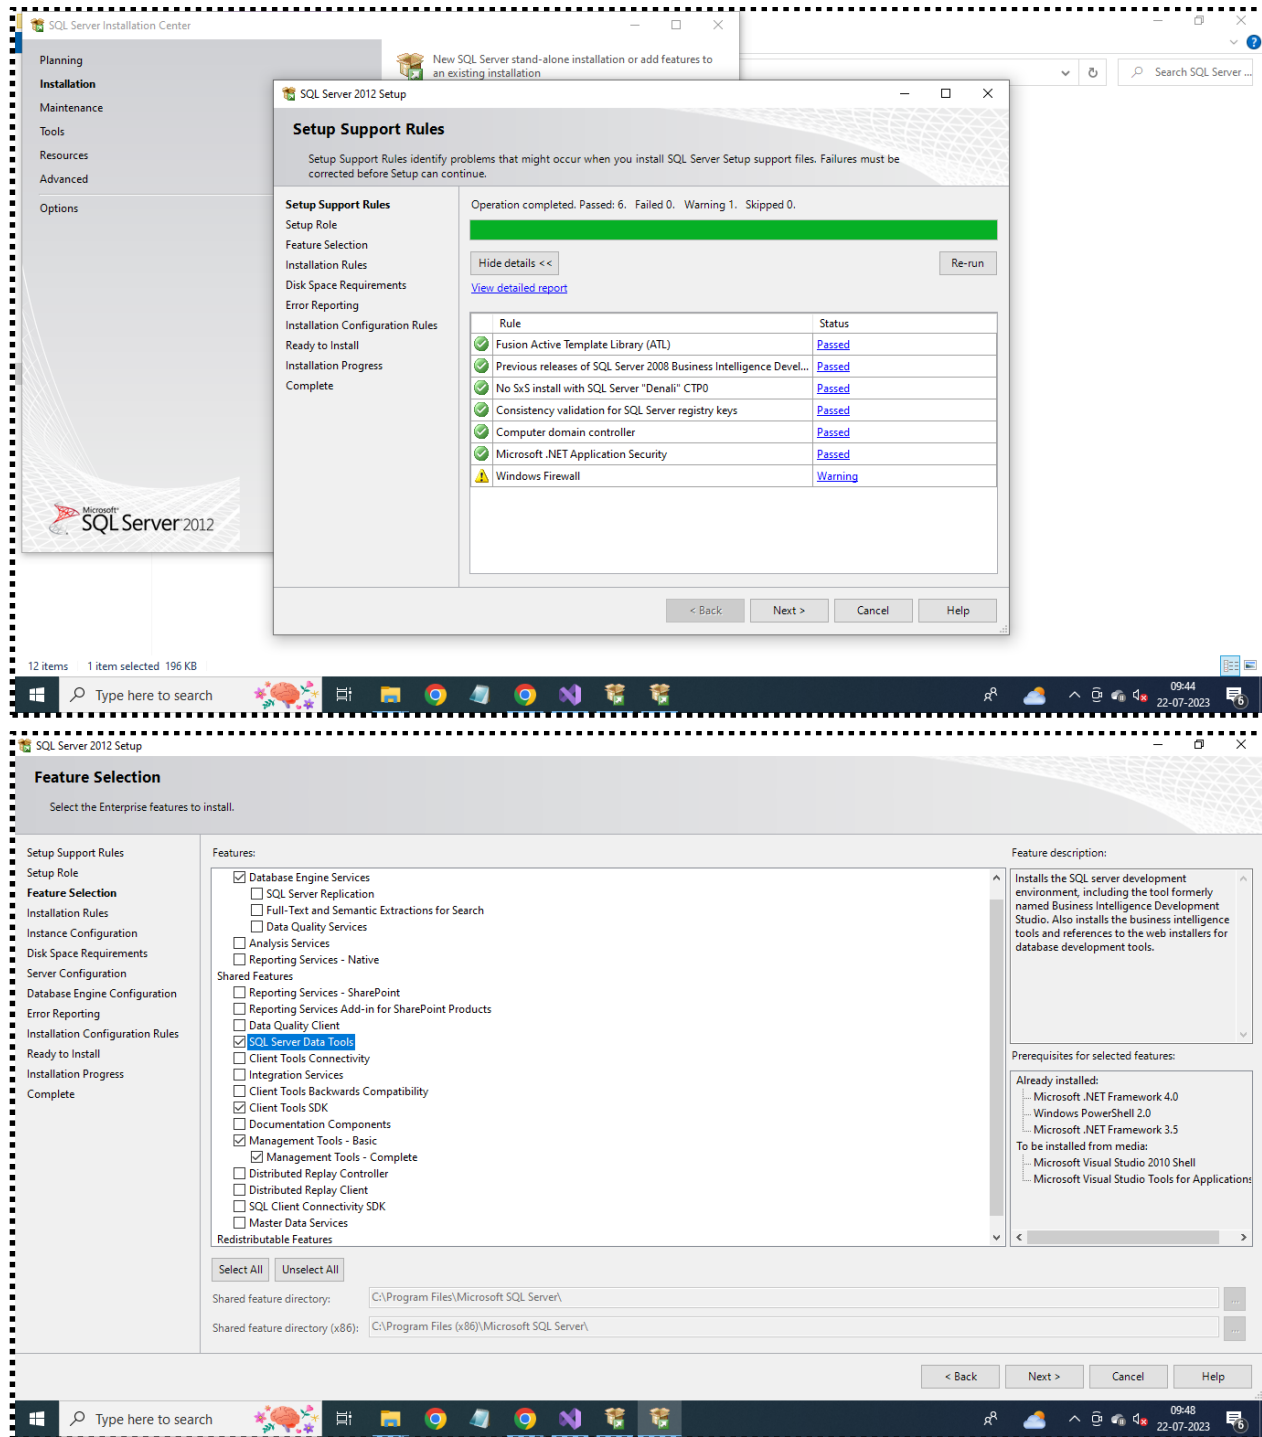 SQL Server Installation Center
Planning
Installation
Maintenance
Tools
Resources
Advanced
Options
Microsoft®
SQL Server® 2012
New SQL Server stand-alone installation or add features to
an existing installation
Search SQL Server ...
SQL Server 2012 Setup
Setup Support Rules
Setup Support Rules identify problems that might occur when you install SQL Server Setup support files. Failures must be
corrected before Setup can continue.
Setup Support Rules
Setup Role
Feature Selection
Installation Rules
Disk Space Requirements
Error Reporting
Installation Configuration Rules
Ready to Install
Installation Progress
Complete
Operation completed. Passed: 6.   Failed 0.   Warning 1.   Skipped 0.
Hide details <<
Re-run
View detailed report
Rule Status
Fusion Active Template Library (ATL) Passed
Previous releases of SQL Server 2008 Business Intelligence Devel... Passed
No SxS install with SQL Server "Denali" CTP0 Passed
Consistency validation for SQL Server registry keys Passed
Computer domain controller Passed
Microsoft .NET Application Security Passed
Windows Firewall Warning
< Back Next > Cancel Help
12 items 1 item selected 196 KB
Type here to search
09:44
22-07-2023
6
SQL Server 2012 Setup
Feature Selection
Select the Enterprise features to install.
Setup Support Rules
Setup Role
Feature Selection
Installation Rules
Instance Configuration
Disk Space Requirements
Server Configuration
Database Engine Configuration
Error Reporting
Installation Configuration Rules
Ready to Install
Installation Progress
Complete
Features:
Database Engine Services
SQL Server Replication
Full-Text and Semantic Extractions for Search
Data Quality Services
Analysis Services
Reporting Services - Native
Shared Features
Reporting Services - SharePoint
Reporting Services Add-in for SharePoint Products
Data Quality Client
SQL Server Data Tools
Client Tools Connectivity
Integration Services
Client Tools Backwards Compatibility
Client Tools SDK
Documentation Components
Management Tools - Basic
Management Tools - Complete
Distributed Replay Controller
Distributed Replay Client
SQL Client Connectivity SDK
Master Data Services
Redistributable Features
Feature description:
Installs the SQL server development
environment, including the tool formerly
named Business Intelligence Development
Studio. Also installs the business intelligence
tools and references to the web installers for
database development tools.
Prerequisites for selected features:
Already installed:
Microsoft .NET Framework 4.0
Windows PowerShell 2.0
Microsoft .NET Framework 3.5
To be installed from media:
Microsoft Visual Studio 2010 Shell
Microsoft Visual Studio Tools for Applications
Select All Unselect All
Shared feature directory: C:\Program Files\Microsoft SQL Server\ ...
Shared feature directory (x86): C:\Program Files (x86)\Microsoft SQL Server\ ...
< Back Next > Cancel Help
Type here to search
09:48
22-07-2023
6